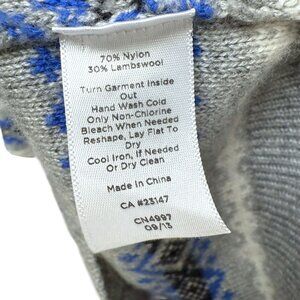 70% Nylon
30% Lambswool
Turn Garment Inside
Out
Hand Wash Cold
Only Non-Chlorine
Bleach When Needed
Reshape, Lay Flat To
Dry
Cool Iron, If Needed
Or Dry Clean
Made In China
CA #23147
CN4997
09/13